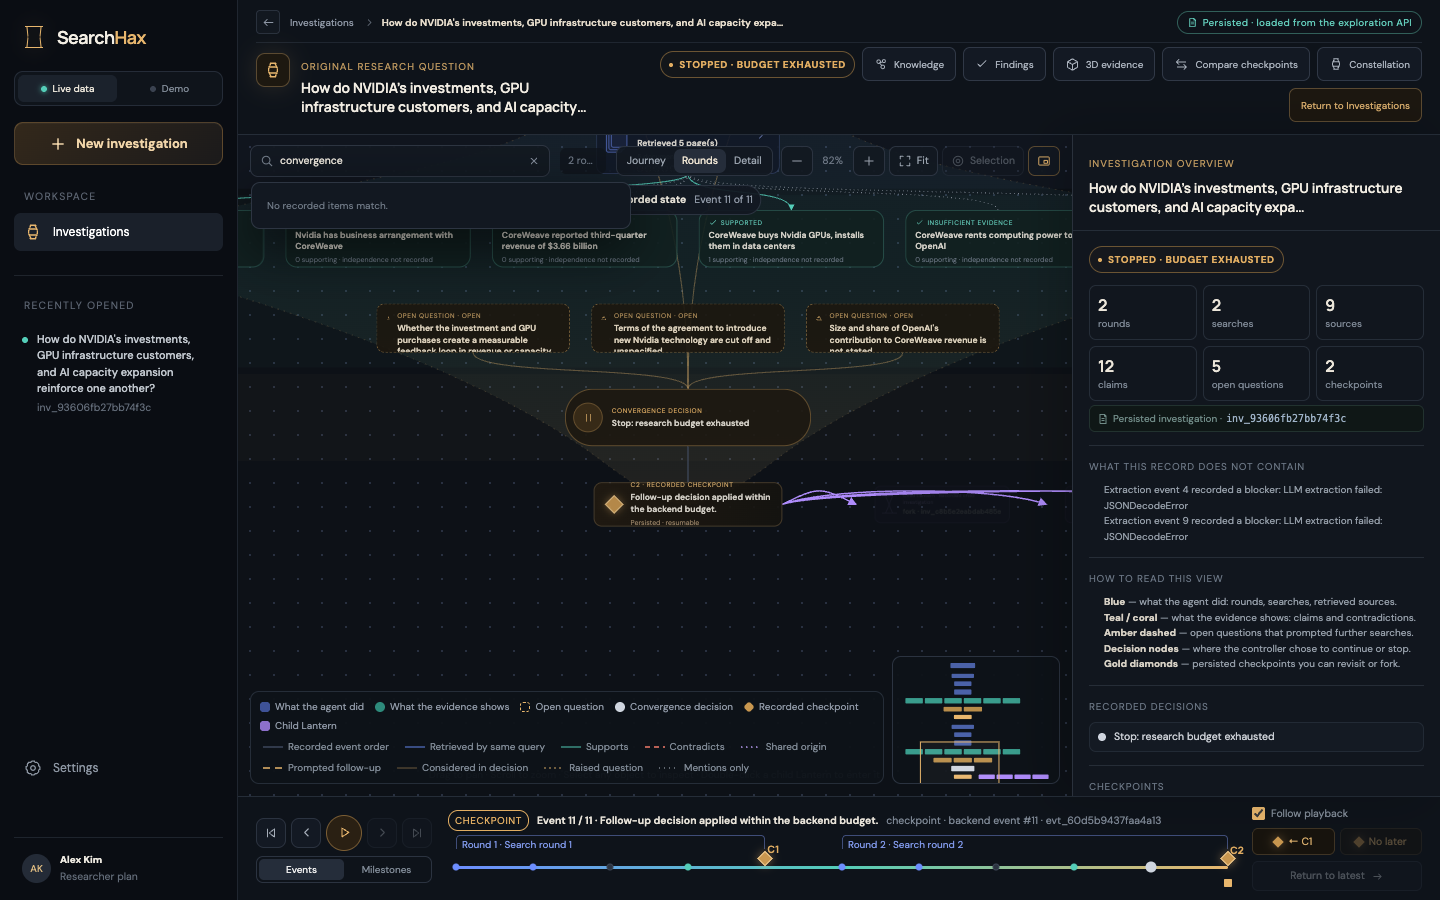 SearchHax
Live data
Demo
New investigation
WORKSPACE
Investigations
RECENTLY OPENED
How do NVIDIA's investments,
GPU infrastructure customers,
and AI capacity expansion
reinforce one another?
inv_93606fb27bb74f3c
Settings
AK
Alex Kim
Researcher plan
Investigations
How do NVIDIA's investments, GPU infrastructure customers, and AI capacity expa...
Persisted · loaded from the exploration API
ORIGINAL RESEARCH QUESTION
How do NVIDIA's investments, GPU
infrastructure customers, and AI capacity...
STOPPED · BUDGET EXHAUSTED
Knowledge
Findings
3D evidence
Compare checkpoints
Constellation
Return to Investigations
Retrieved 5 page(s)
convergence
2 ro...
Journey
Rounds
Detail
82%
Fit
Selection
No recorded items match.
orded state
Event 11 of 11
Nvidia has business arrangement with
CoreWeave
0 supporting · independence not recorded
CoreWeave reported third-quarter
revenue of $3.66 billion
0 supporting · independence not recorded
SUPPORTED
CoreWeave buys Nvidia GPUs, installs
them in data centers
1 supporting · independence not recorded
INSUFFICIENT EVIDENCE
CoreWeave rents computing power to
OpenAI
0 supporting · independence not recorded
OPEN QUESTION · OPEN
Whether the investment and GPU
purchases create a measurable
feedback loop in revenue or capacity
OPEN QUESTION · OPEN
Terms of the agreement to introduce
new Nvidia technology are cut off and
unspecified
OPEN QUESTION · OPEN
Size and share of OpenAI's
contribution to CoreWeave revenue is
not stated
CONVERGENCE DECISION
Stop: research budget exhausted
C2 · RECORDED CHECKPOINT
Follow-up decision applied within
the backend budget.
Persisted · resumable
What the agent did
What the evidence shows
Open question
Convergence decision
Recorded checkpoint
Child Lantern
Recorded event order
Retrieved by same query
Supports
Contradicts
Shared origin
Prompted follow-up
Considered in decision
Raised question
Mentions only
INVESTIGATION OVERVIEW
How do NVIDIA's investments, GPU infrastructure
customers, and AI capacity expa...
STOPPED · BUDGET EXHAUSTED
2
rounds
2
searches
9
sources
12
claims
5
open questions
2
checkpoints
Persisted investigation · inv_93606fb27bb74f3c
WHAT THIS RECORD DOES NOT CONTAIN
Extraction event 4 recorded a blocker: LLM extraction failed:
JSONDecodeError
Extraction event 9 recorded a blocker: LLM extraction failed:
JSONDecodeError
HOW TO READ THIS VIEW
Blue — what the agent did: rounds, searches, retrieved sources.
Teal / coral — what the evidence shows: claims and contradictions.
Amber dashed — open questions that prompted further searches.
Decision nodes — where the controller chose to continue or stop.
Gold diamonds — persisted checkpoints you can revisit or fork.
RECORDED DECISIONS
Stop: research budget exhausted
CHECKPOINTS
Events
Milestones
CHECKPOINT
Event 11 / 11 · Follow-up decision applied within the backend budget.
checkpoint · backend event #11 · evt_60d5b9437faa4a13
Round 1 · Search round 1
C1
Round 2 · Search round 2
C2
Follow playback
← C1
No later
Return to latest →